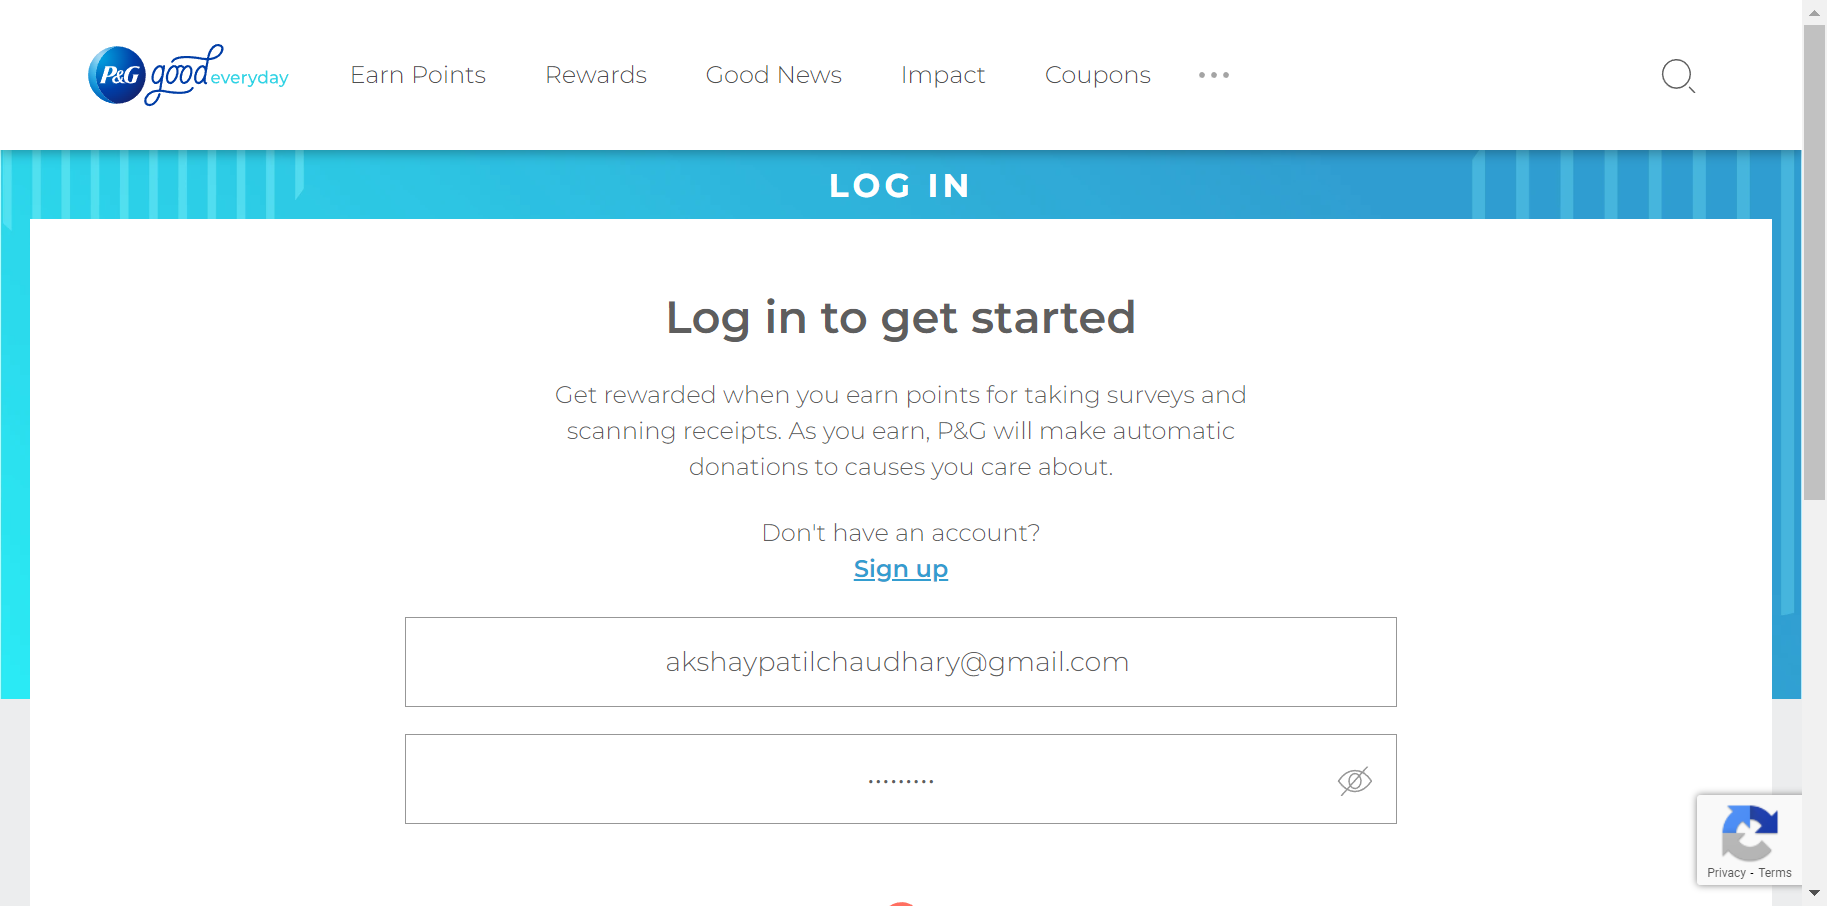 P&G good everyday
Earn Points
Rewards
Good News
Impact
Coupons
LOG IN
Log in to get started
Get rewarded when you earn points for taking surveys and
scanning receipts. As you earn, P&G will make automatic
donations to causes you care about.
Don't have an account?
Sign up
akshaypatilchaudhary@gmail.com
Privacy - Terms